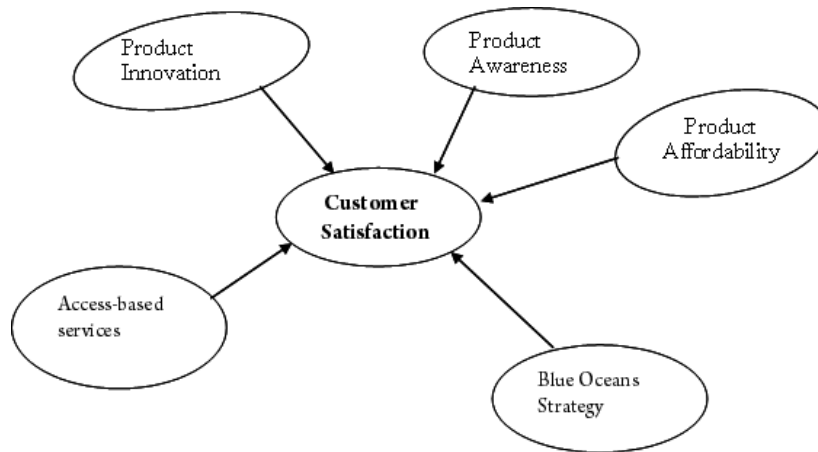 Product
Innovation
Product
Awareness
Product
Affordability
Customer
Satisfaction
Access-based
services
Blue Oceans
Strategy